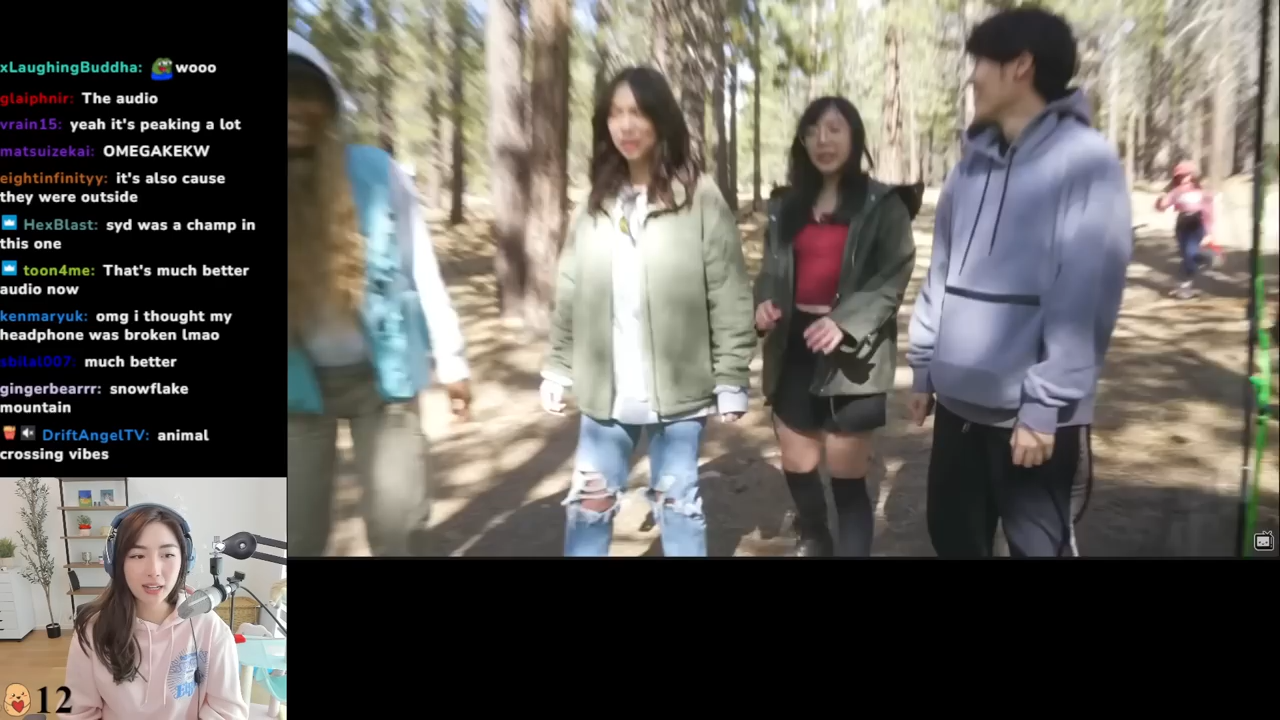 xLaughingBuddha: wooo
glaiphnir: The audio
vrain15: yeah it's peaking a lot
matsuizekai: OMEGAKEKW
eightinfinityy: it's also cause
they were outside
HexBlast: syd was a champ in
this one
toon4me: That's much better
audio now
kenmaryuk: omg i thought my
headphone was broken lmao
sbilal007: much better
gingerbearrr: snowflake
mountain
DriftAngelTV: animal
crossing vibes
12